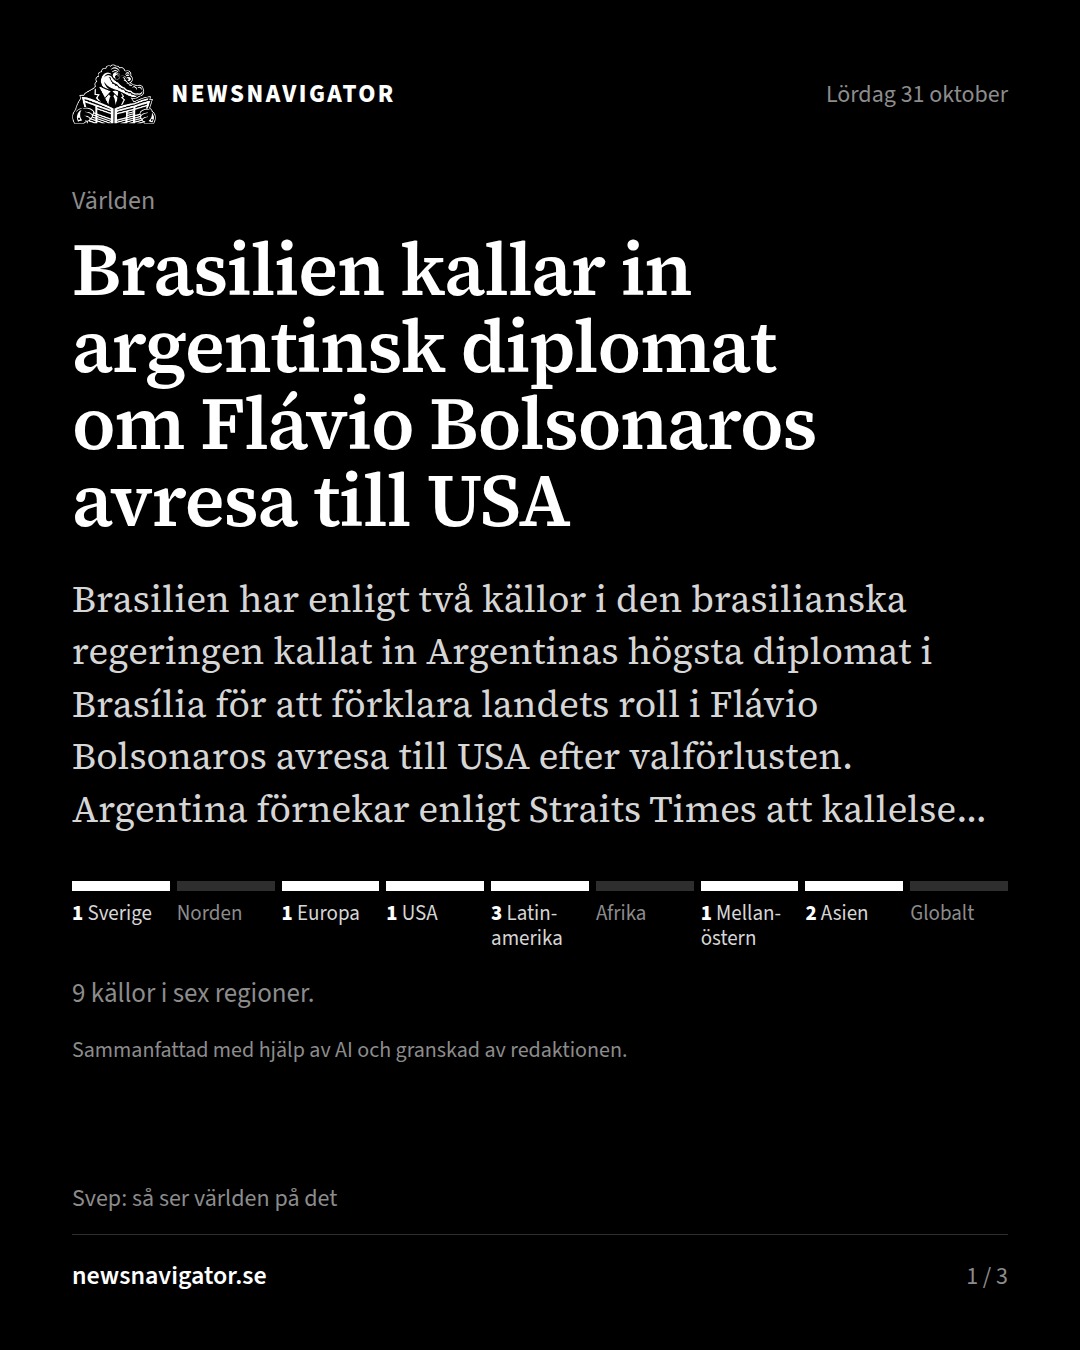 NEWSNAVIGATOR
Lördag 31 oktober
Världen
Brasilien kallar in
argentinsk diplomat
om Flávio Bolsonaros
avresa till USA
Brasilien har enligt två källor i den brasilianska
regeringen kallat in Argentinas högsta diplomat i
Brasília för att förklara landets roll i Flávio
Bolsonaros avresa till USA efter valförlusten.
Argentina förnekar enligt Straits Times att kallelse...
1 Sverige
Norden
1 Europa
1 USA
3 Latin-
amerika
Afrika
1 Mellan-
östern
2 Asien
Globalt
9 källor i sex regioner.
Sammanfattad med hjälp av AI och granskad av redaktionen.
Svep: så ser världen på det
newsnavigator.se
1 / 3